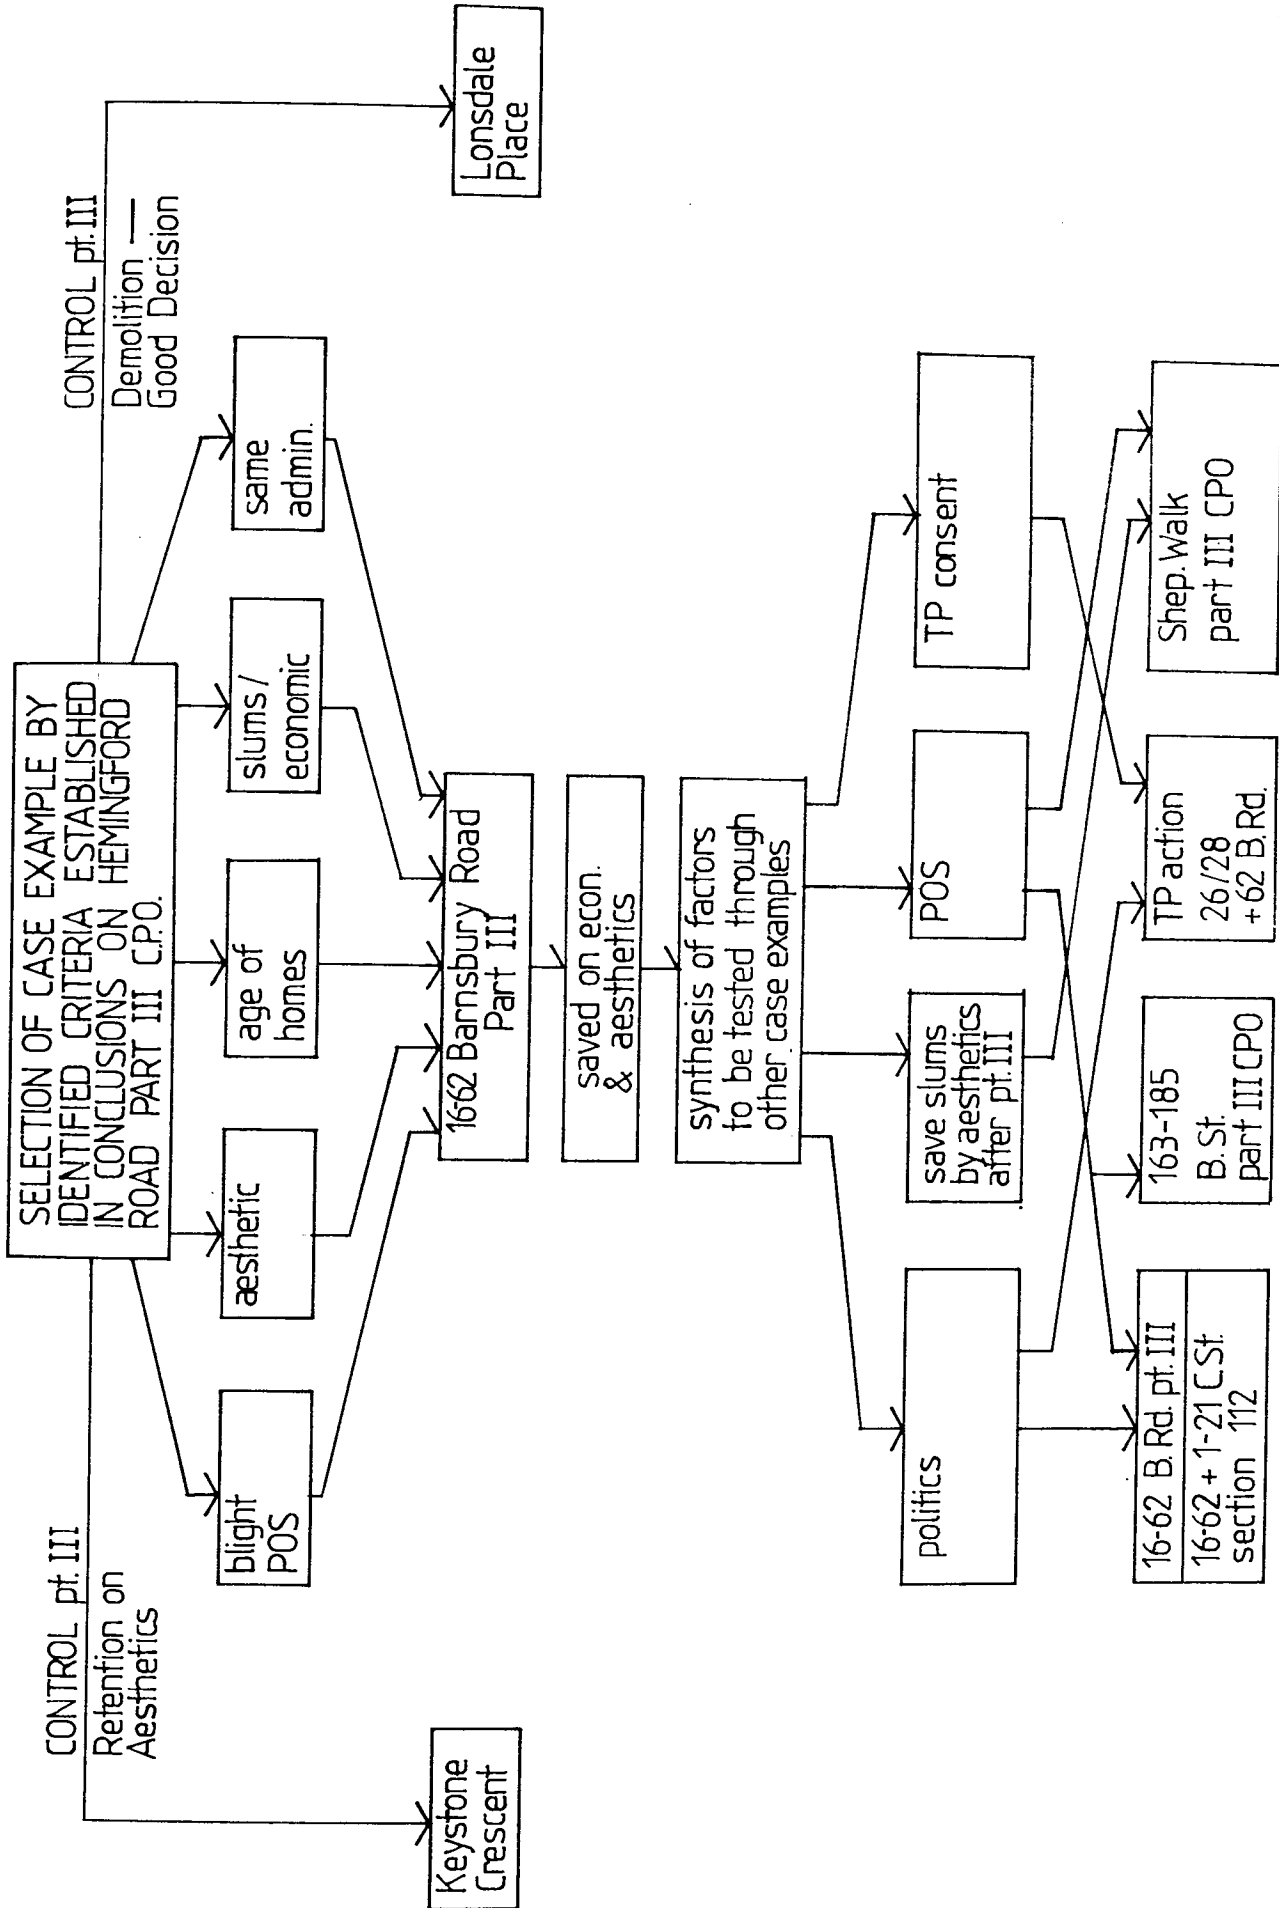 SELECTION OF CASE EXAMPLE BY
IDENTIFIED CRITERIA ESTABLISHED
IN CONCLUSIONS ON HEMINGFORD
ROAD PART III C.P.O.
CONTROL pt. III
Retention on
Aesthetics
CONTROL pt. III
Demolition —
Good Decision
Keystone
Crescent
blight
POS
aesthetic
age of
homes
slums/
economic
same
admin.
Lonsdale
Place
16-62 Barnsbury Road
Part III
saved on econ.
& aesthetics
synthesis of factors
to be tested through
other case examples
politics
save slums
by aesthetics
after pt. III
POS
TP consent
16-62 B. Rd. pt. III
16-62 + 1-21 C.St.
section 112
163-185
B. St.
part III CPO
TP action
26/28
+62 B.Rd.
Shep. Walk
part III CPO